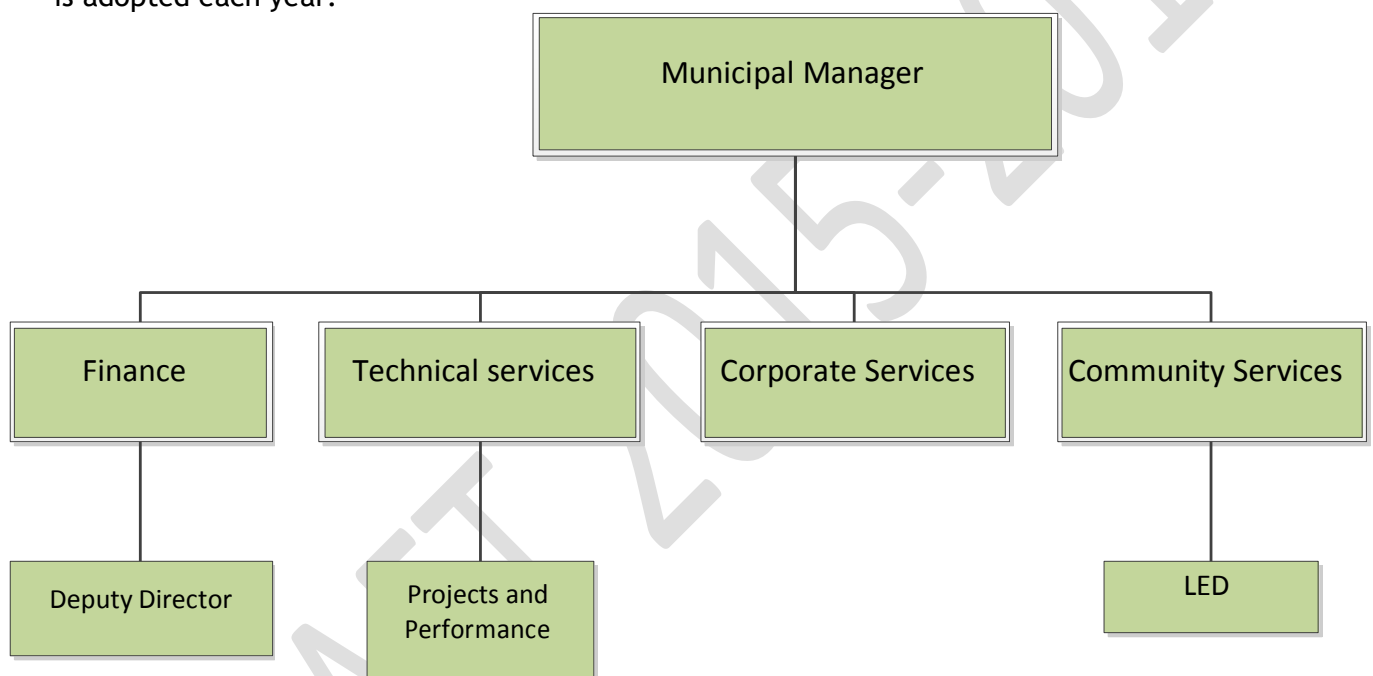 is adopted each year.
Municipal Manager
Finance
Technical services
Corporate Services
Community Services
Deputy Director
Projects and
Performance
LED